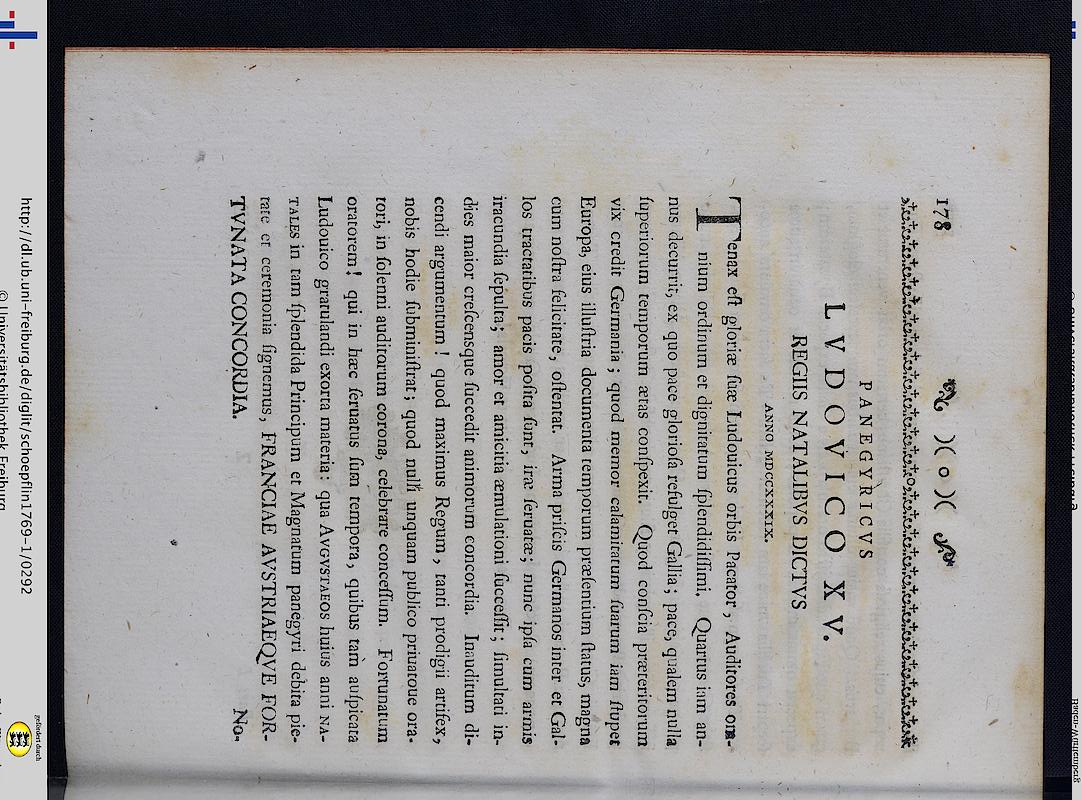 178 )( o )(
PANEGYRICVS
LVDOVICO XV.
REGIIS NATALIBVS DICTVS
ANNO MDCCXXXIX.
Tenax eſt gloriæ ſuæ Ludouicus orbis Pacator, Auditores om-
nium ordinum et dignitatum ſplendidiſſimi, Quartus iam an-
nus decurrit, ex quo pace glorioſa refulget Gallia; pace, qualem nulla
ſuperiorum temporum ætas conſpexit. Quod conſcia præteritorum
vix credit Germania; quod memor calamitatum ſuarum iam ſtupet
Europa, eius illuſtria documenta temporum præſentium ſtatus, magna
cum noſtra felicitate, oſtentat. Arma priſcis Germanos inter et Gal-
los tractatibus pacis poſita ſunt, iræ ſeruatæ; nunc ipſa cum armis
iracundia ſepulta; amor et amicitia æmulationi ſucceſſit; ſimultati in-
dies maior creſcensque ſuccedit animorum concordia. Inauditum di-
cendi argumentum! quod maximus Regum, tanti prodigii artifex,
nobis hodie ſubminiſtrat; quod nulli unquam publico priuatoue ora-
tori, in ſolenni auditorum corona, celebrare conceſſum. Fortunatum
oratorem! qui in hæc ſeruatus ſum tempora, quibus tam auſpicata
Ludouico gratulandi exorta materia: qua AVGVSTAEOS huius anni NA-
TALES in tam ſplendida Principum et Magnatum panegyri debita pie-
tate et ceremonia ſignemus, FRANCIAE AVSTRIAEQVE FOR-
TVNATA CONCORDIA.
No-
http://dl.ub.uni-freiburg.de/diglit/schoepflin1769-1/0292
© Universitätsbibliothek Freiburg
gefördert durch